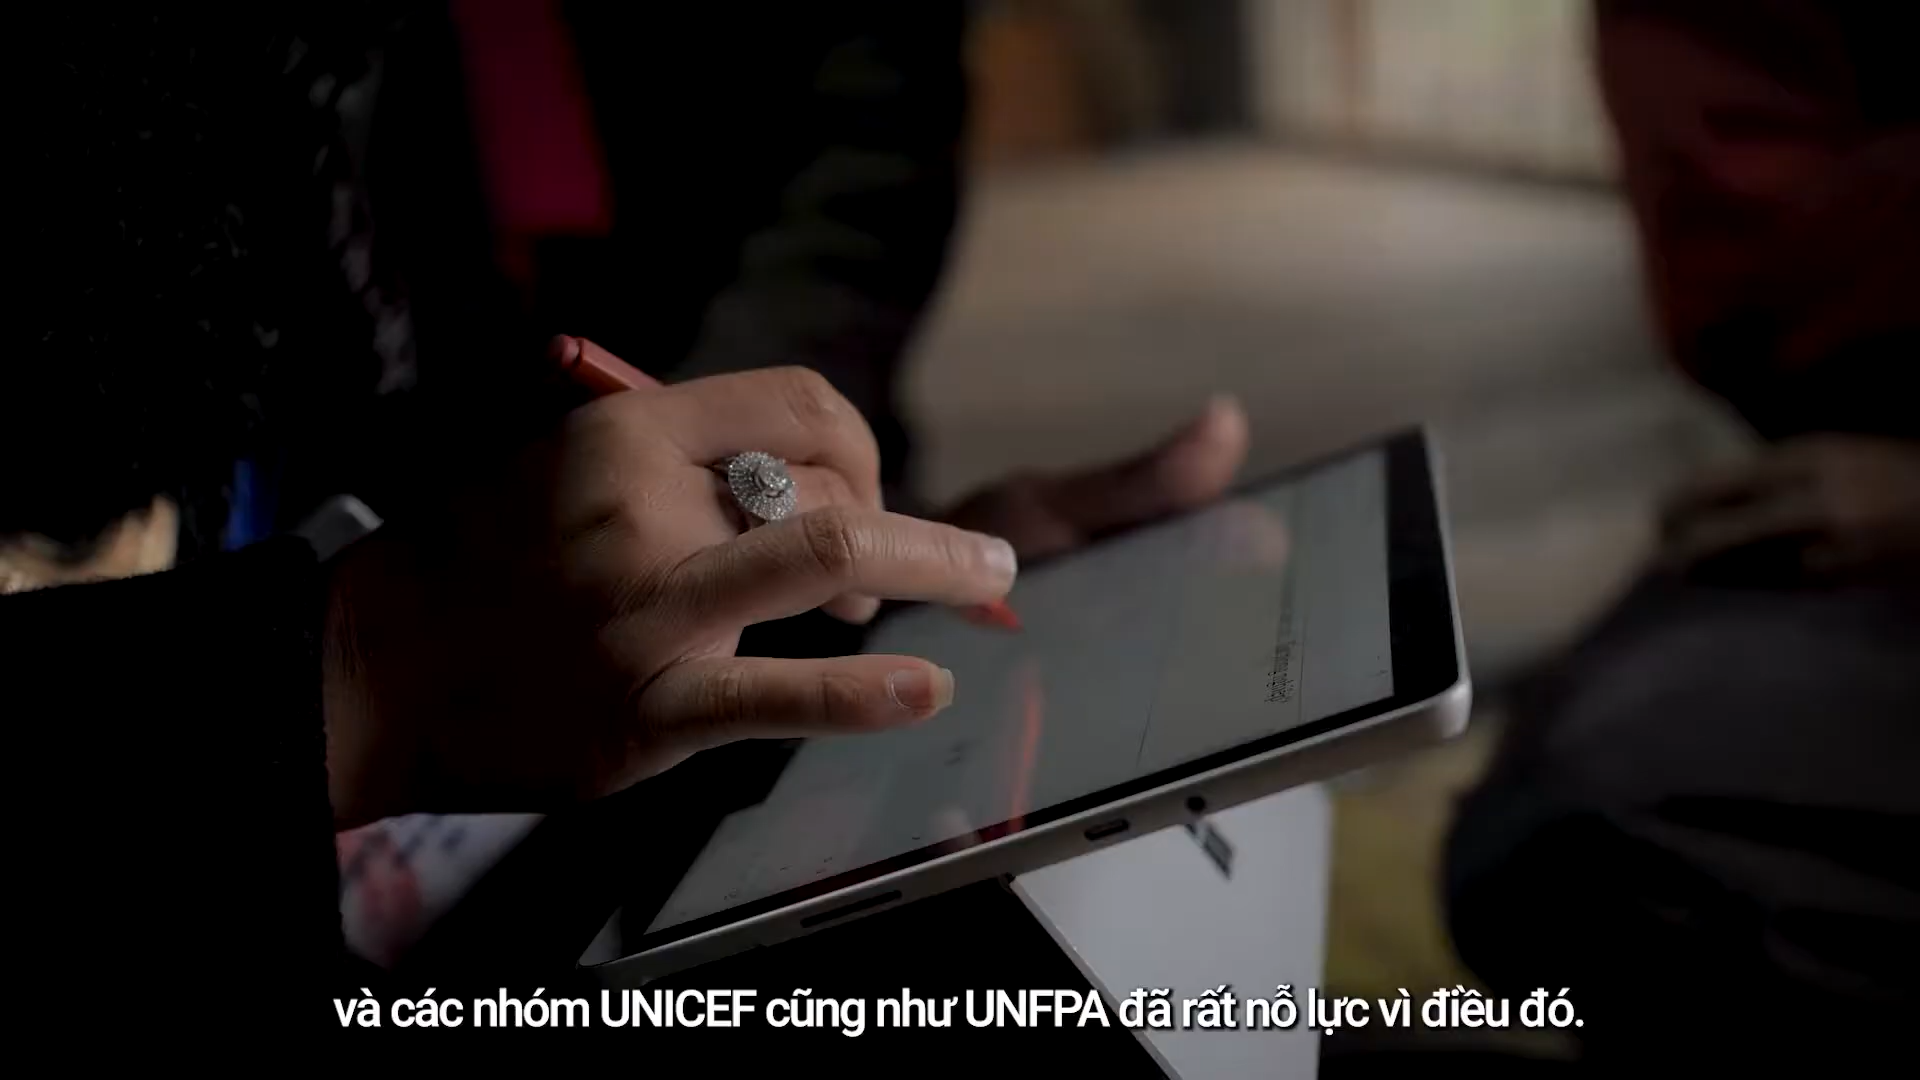 và các nhóm UNICEF cũng như UNFPA đã rất nỗ lực vì điều đó.